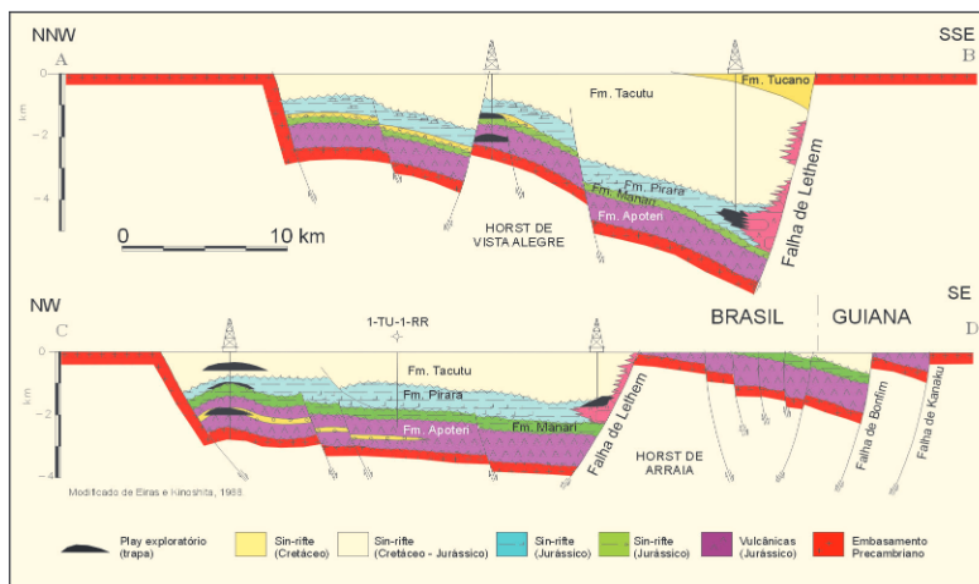 NNW
SSE
A
B
0
Fm. Tucano
Fm. Tacutu
km
-2
Fm. Pirara
Fm. Manari
-4
Fm. Apoteri
HORST DE
VISTA ALEGRE
0
10 km
Falha de Lethem
NW
SE
C
1-TU-1-RR
BRASIL
GUIANA
D
0
Fm. Tacutu
km
Fm. Pirara
-2
Fm. Apoteri
Fm. Manari
Falha de Lethem
HORST DE
ARRAIA
Falha de Bonfim
Falha de Kanaku
-4
Modificado de Eiras e Kinoshita, 1988
Play exploratório
(trapa)
Sin-rifte
(Cretáceo)
Sin-rifte
(Cretáceo - Jurássico)
Sin-rifte
(Jurássico)
Sin-rifte
(Jurássico)
Vulcânicas
(Jurássico)
Embasamento
Precambriano